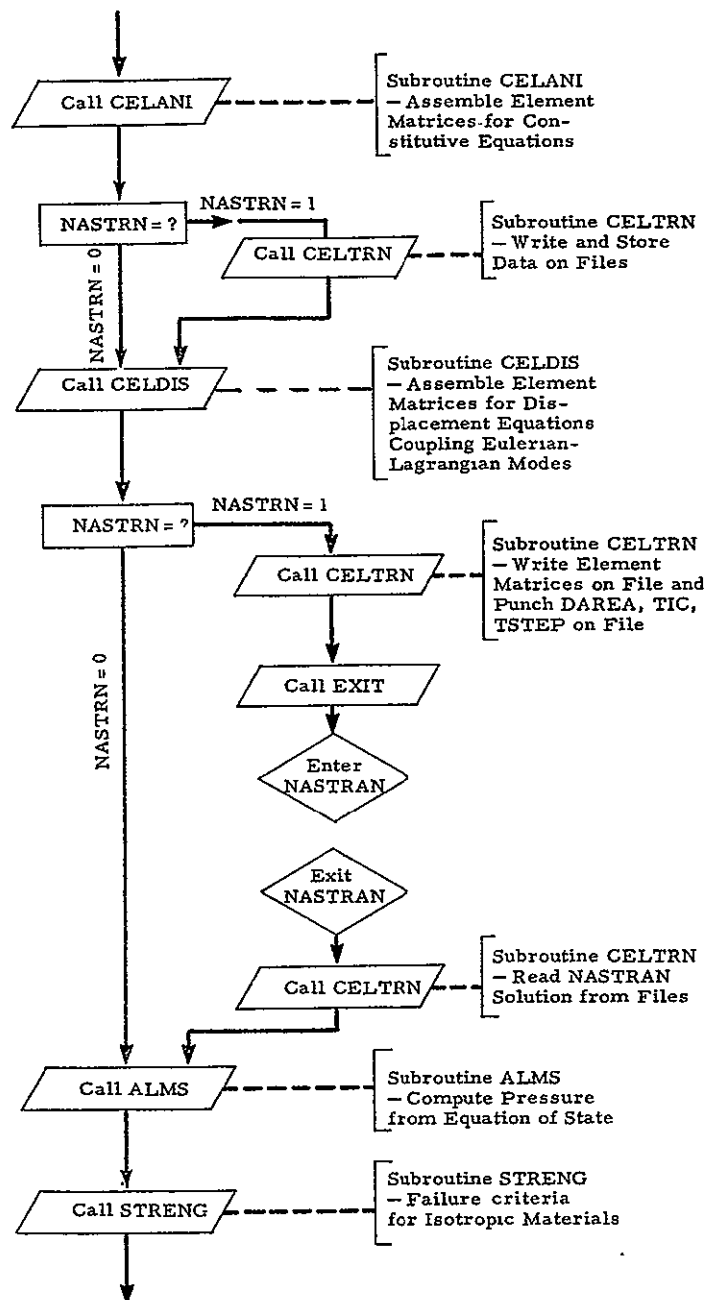 Call CELANI
Subroutine CELANI
—Assemble Element
Matrices for Con-
stitutive Equations
NASTRN = ?
NASTRN = 1
Call CELTRN
Subroutine CELTRN
— Write and Store
Data on Files
NASTRN = 0
Call CELDIS
Subroutine CELDIS
—Assemble Element
Matrices for Dis-
placement Equations
Coupling Eulerian-
Lagrangian Modes
NASTRN = ?
NASTRN = 1
Call CELTRN
Subroutine CELTRN
— Write Element
Matrices on File and
Punch DAREA, TIC,
TSTEP on File
NASTRN = 0
Call EXIT
Enter
NASTRAN
Exit
NASTRAN
Call CELTRN
Subroutine CELTRN
— Read NASTRAN
Solution from Files
Call ALMS
Subroutine ALMS
— Compute Pressure
from Equation of State
Call STRENG
Subroutine STRENG
— Failure criteria
for Isotropic Materials